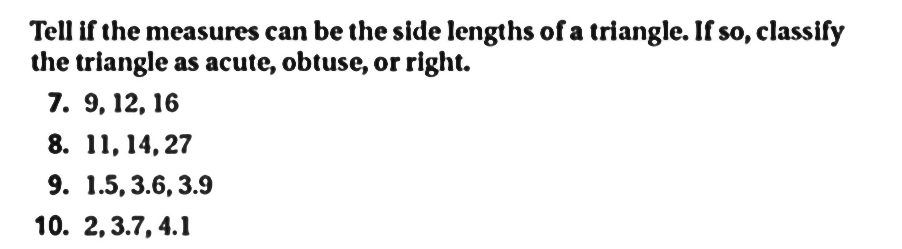 Tell if the measures can be the side lengths of a triangle. If so, classify
the triangle as acute, obtuse, or right.
7. 9, 12, 16
8. 11, 14, 27
9. 1.5, 3.6, 3.9
10. 2, 3.7, 4.1